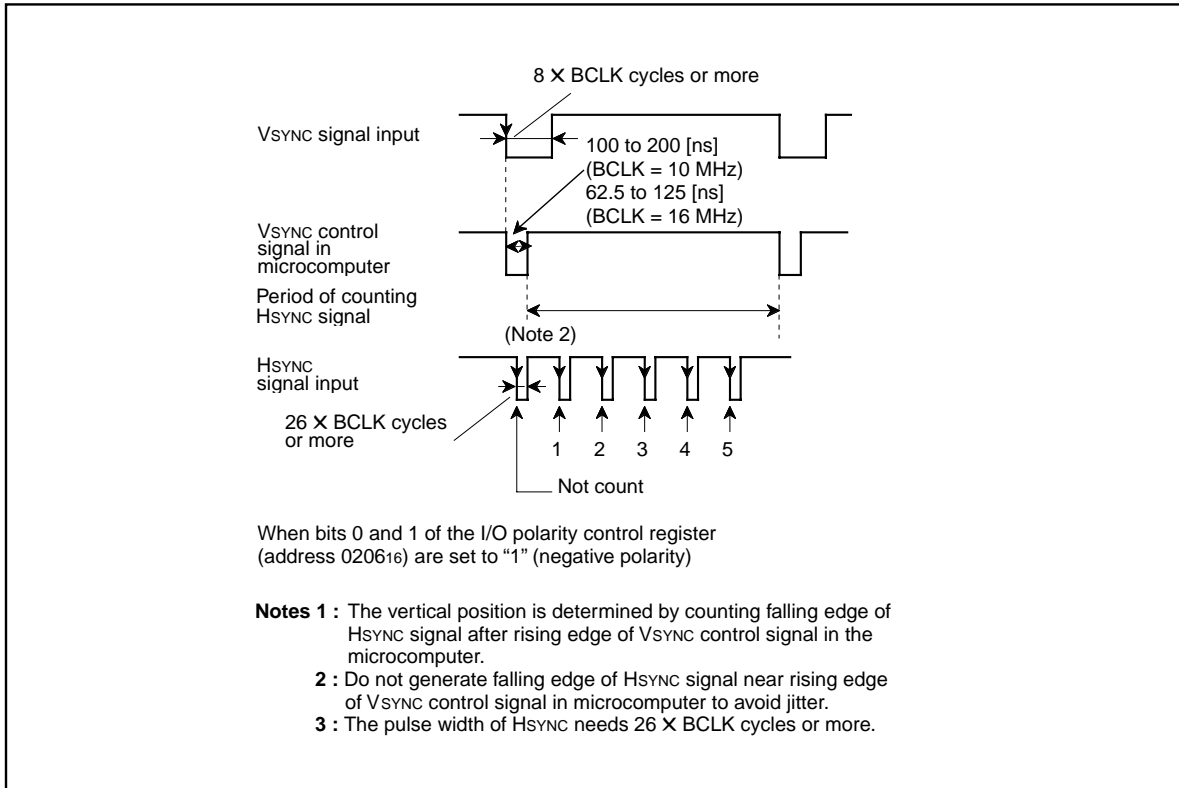 8 × BCLK cycles or more
VSYNC signal input
100 to 200 [ns]
(BCLK = 10 MHz)
62.5 to 125 [ns]
(BCLK = 16 MHz)
VSYNC control
signal in
microcomputer
Period of counting
HSYNC signal
(Note 2)
HSYNC
signal input
26 × BCLK cycles
or more
1 2 3 4 5
Not count
When bits 0 and 1 of the I/O polarity control register
(address 020616) are set to “1” (negative polarity)
Notes 1 : The vertical position is determined by counting falling edge of
HSYNC signal after rising edge of VSYNC control signal in the
microcomputer.
2 : Do not generate falling edge of HSYNC signal near rising edge
of VSYNC control signal in microcomputer to avoid jitter.
3 : The pulse width of HSYNC needs 26 × BCLK cycles or more.